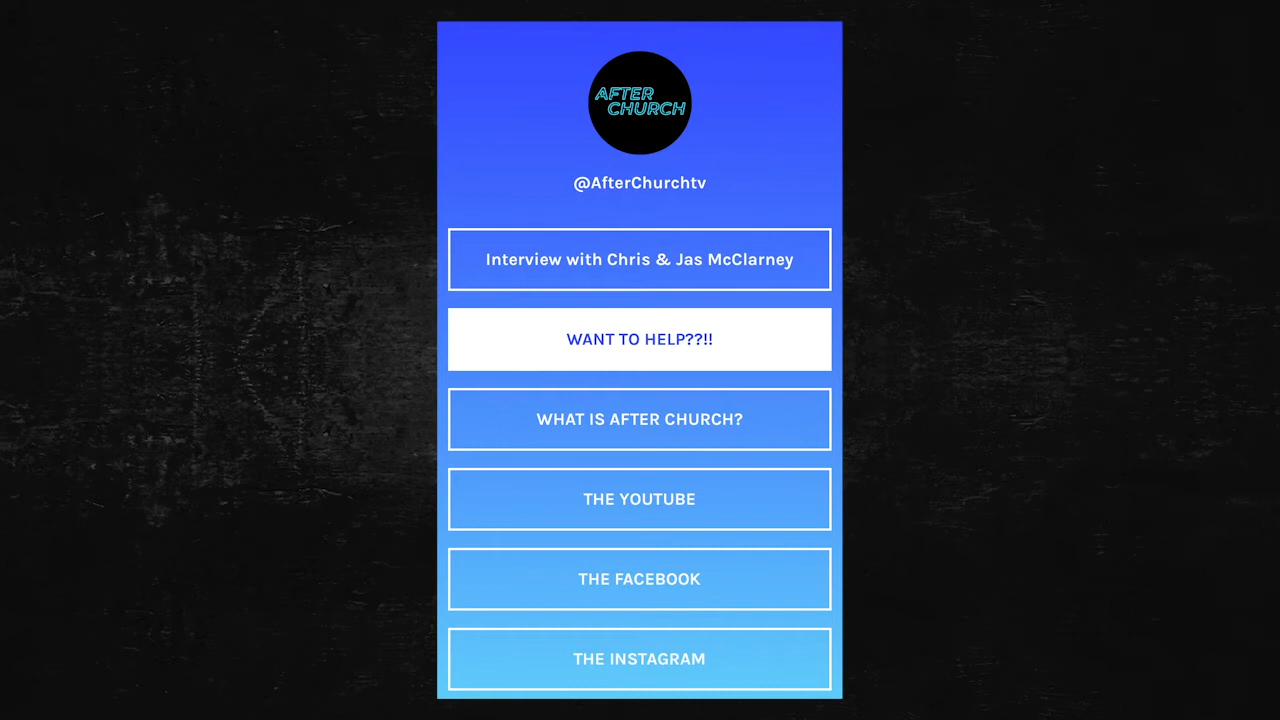 AFTER
CHURCH
@AfterChurchtv
Interview with Chris & Jas McClarney
WANT TO HELP??!!
WHAT IS AFTER CHURCH?
THE YOUTUBE
THE FACEBOOK
THE INSTAGRAM